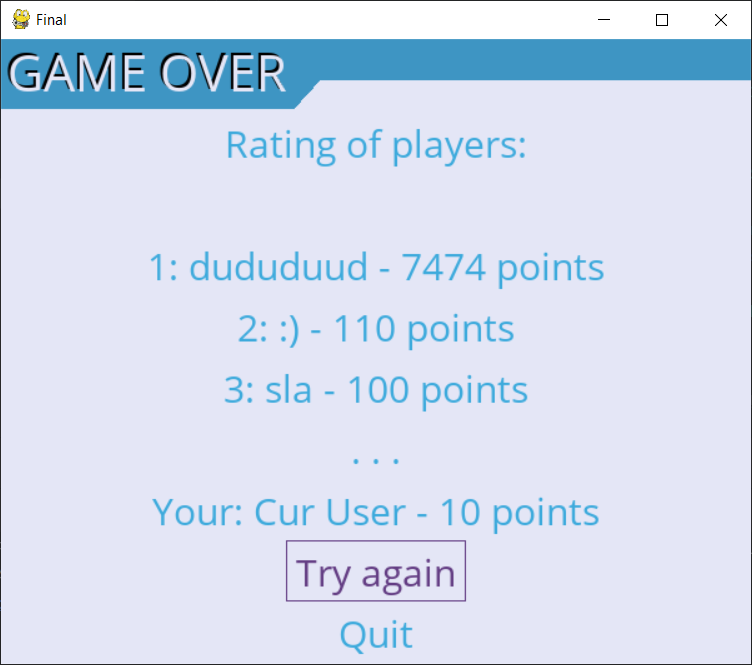 Final
GAME OVER
Rating of players:
1: dududuud - 7474 points
2: :) - 110 points
3: sla - 100 points
. . .
Your: Cur User - 10 points
Try again
Quit